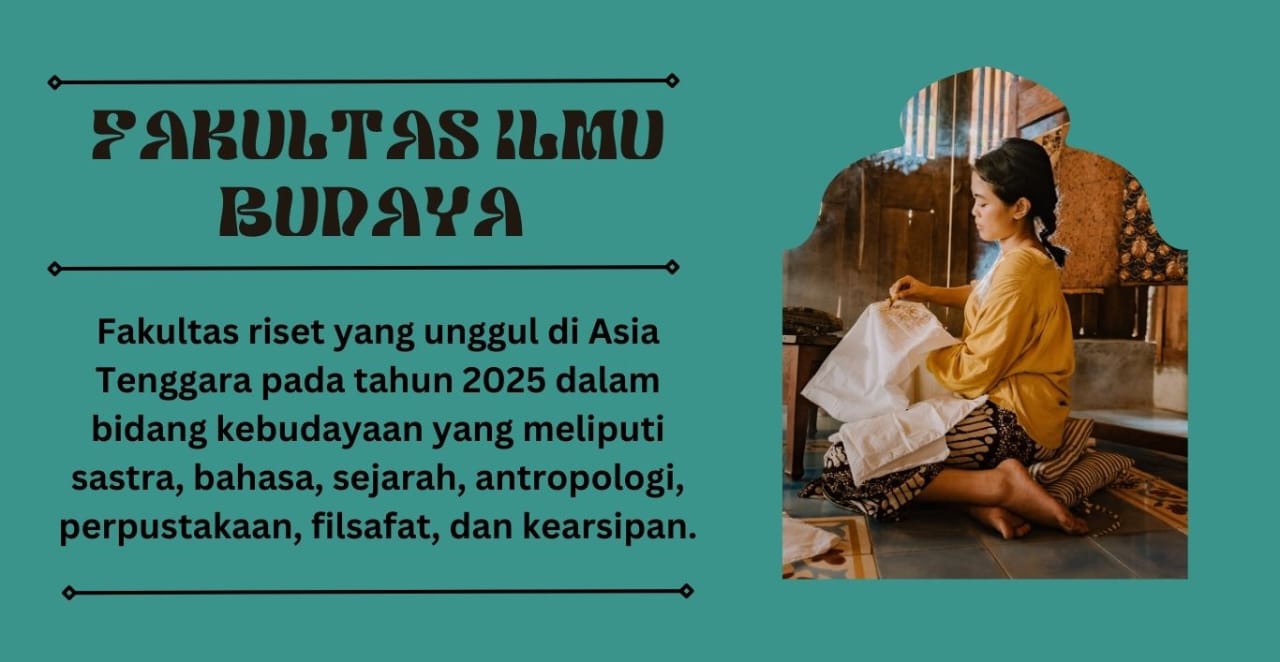 FAKULTAS ILMU
BUDAYA
Fakultas riset yang unggul di Asia
Tenggara pada tahun 2025 dalam
bidang kebudayaan yang meliputi
sastra, bahasa, sejarah, antropologi,
perpustakaan, filsafat, dan kearsipan.